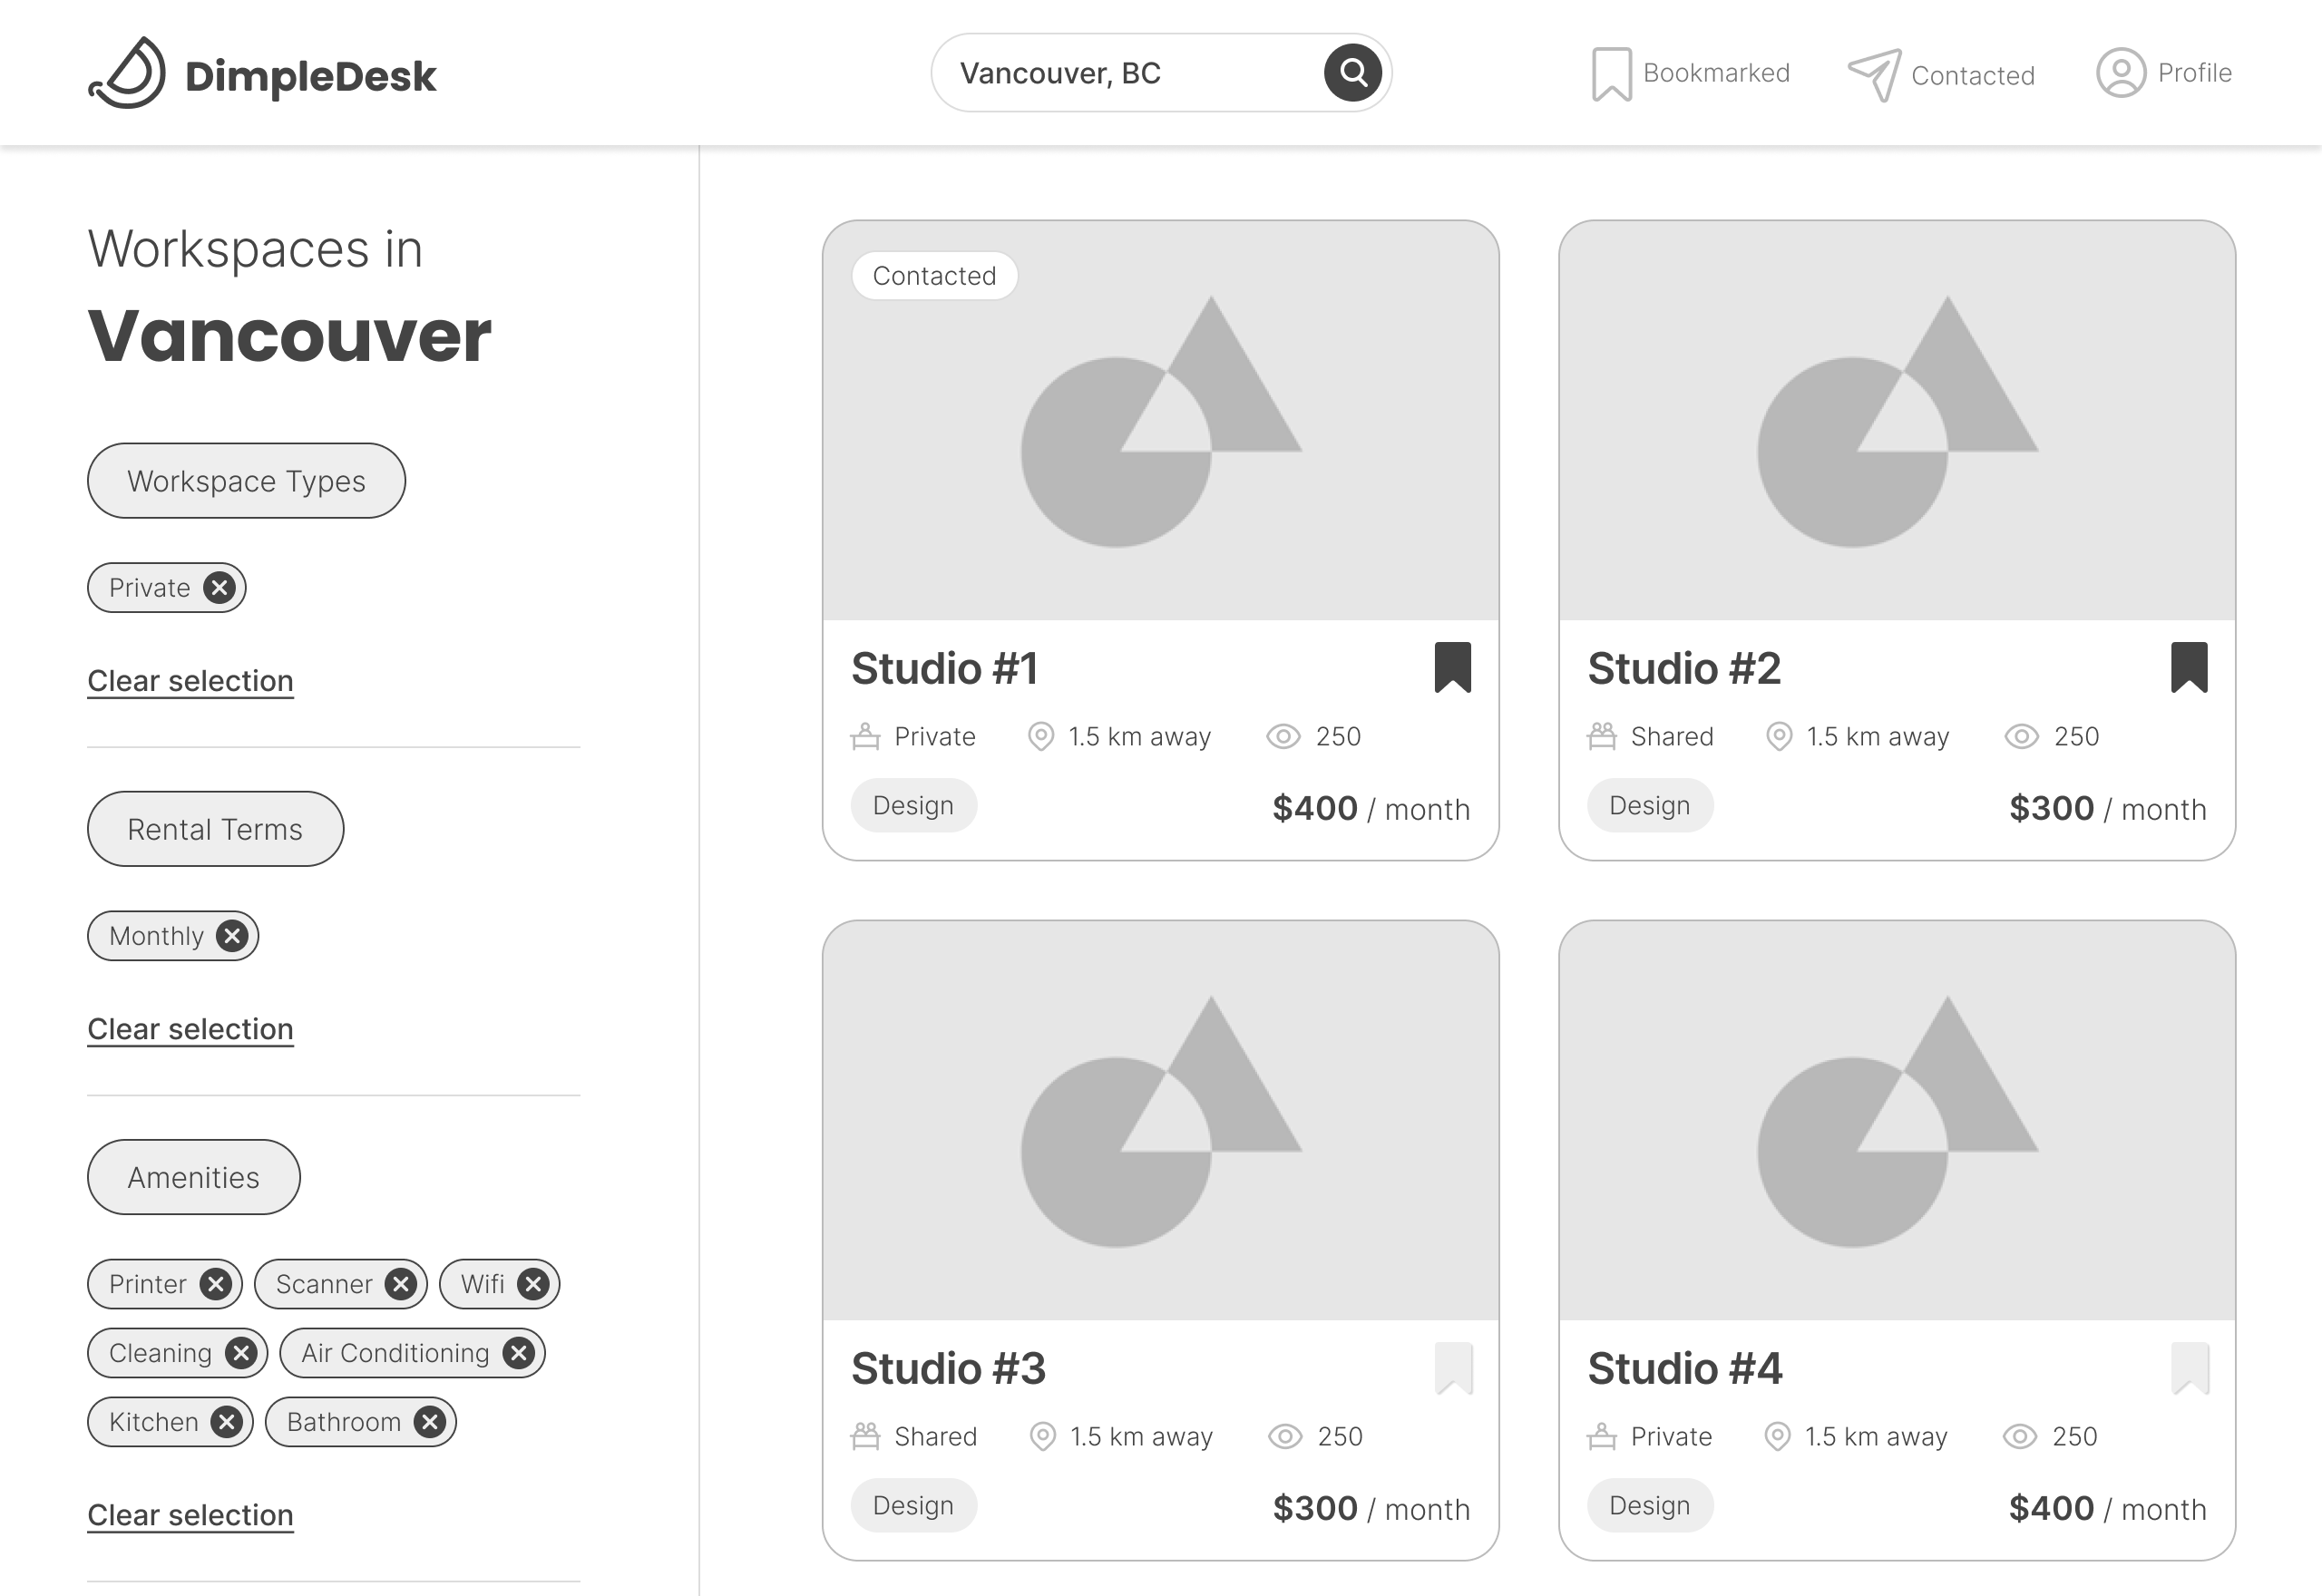 DimpleDesk
Vancouver, BC
Bookmarked
Contacted
Profile
Workspaces in
Vancouver
Workspace Types
Private
Clear selection
Rental Terms
Monthly
Clear selection
Amenities
Printer Scanner Wifi
Cleaning Air Conditioning
Kitchen Bathroom
Clear selection
Contacted
Studio #1
Private 1.5 km away 250
Design $400 / month
Studio #2
Shared 1.5 km away 250
Design $300 / month
Studio #3
Shared 1.5 km away 250
Design $300 / month
Studio #4
Private 1.5 km away 250
Design $400 / month